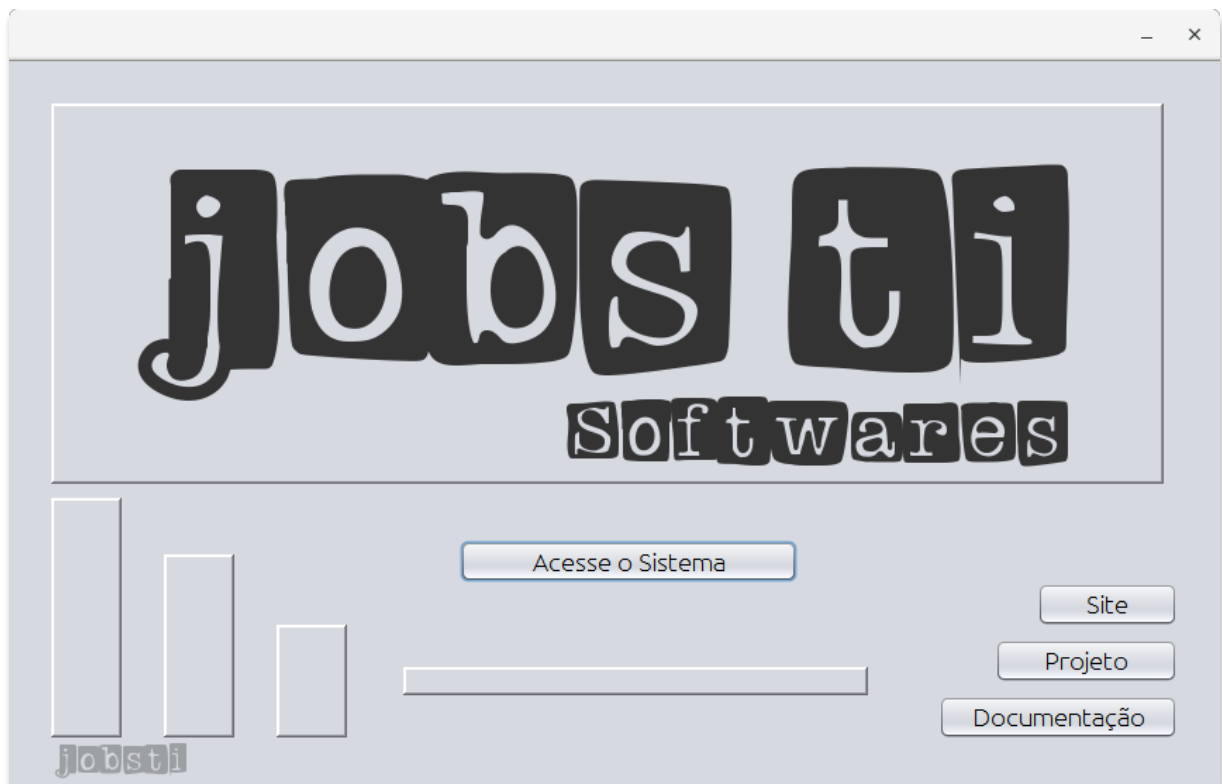 jobs ti
Softwares
Acesse o Sistema
Site
Projeto
Documentação
jobsti